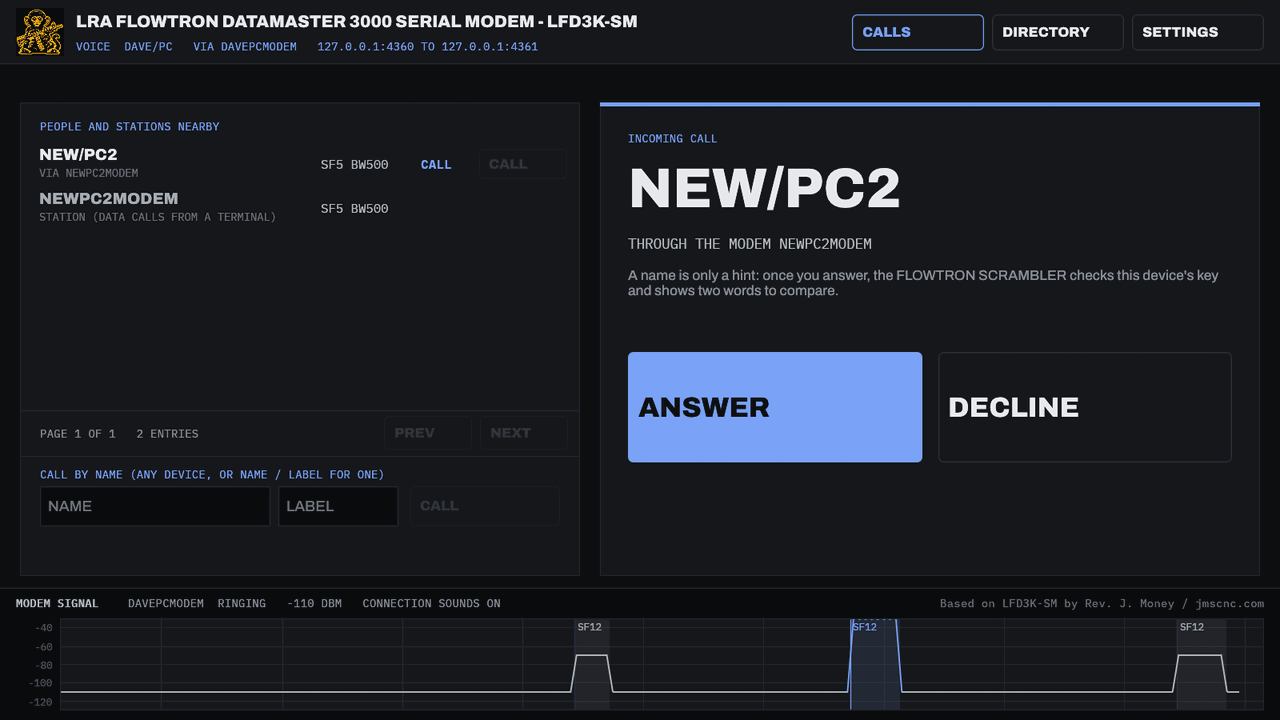 LRA FLOWTRON DATAMASTER 3000 SERIAL MODEM - LFD3K-SM
VOICE DAVE/PC VIA DAVEPCMODEM 127.0.0.1:4360 TO 127.0.0.1:4361
CALLS
DIRECTORY
SETTINGS
PEOPLE AND STATIONS NEARBY
NEW/PC2
VIA NEWPC2MODEM
SF5 BW500 CALL CALL
NEWPC2MODEM
STATION (DATA CALLS FROM A TERMINAL)
SF5 BW500
PAGE 1 OF 1 2 ENTRIES
PREV
NEXT
CALL BY NAME (ANY DEVICE, OR NAME / LABEL FOR ONE)
NAME
LABEL
CALL
INCOMING CALL
NEW/PC2
THROUGH THE MODEM NEWPC2MODEM
A name is only a hint: once you answer, the FLOWTRON SCRAMBLER checks this device's key
and shows two words to compare.
ANSWER
DECLINE
MODEM SIGNAL DAVEPCMODEM RINGING -110 DBM CONNECTION SOUNDS ON
Based on LFD3K-SM by Rev. J. Money / jmscnc.com
-40
-60
-80
-100
-120
SF12
SF12
SF12